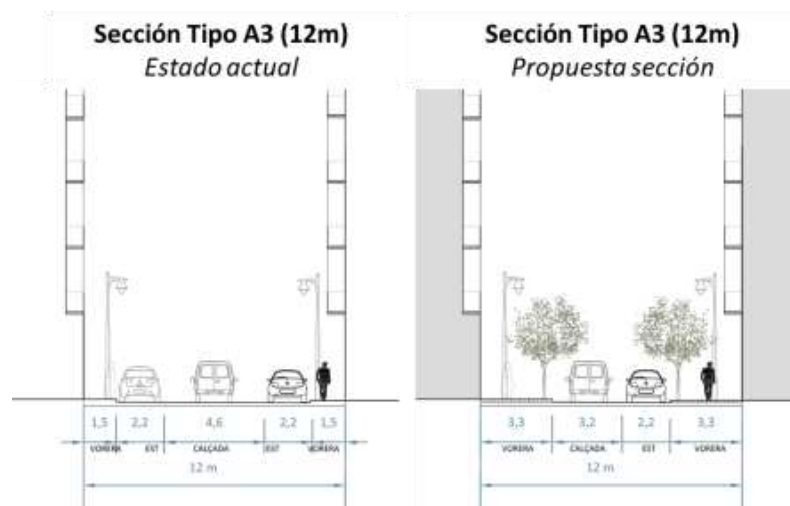 Sección Tipo A3 (12m)
Estado actual
1,5 2,2 4,6 2,2 1,5
VORERA EST CALÇADA EST VORERA
12 m
Sección Tipo A3 (12m)
Propuesta sección
3,3 3,2 2,2 3,3
VORERA CALÇADA EST VORERA
12 m